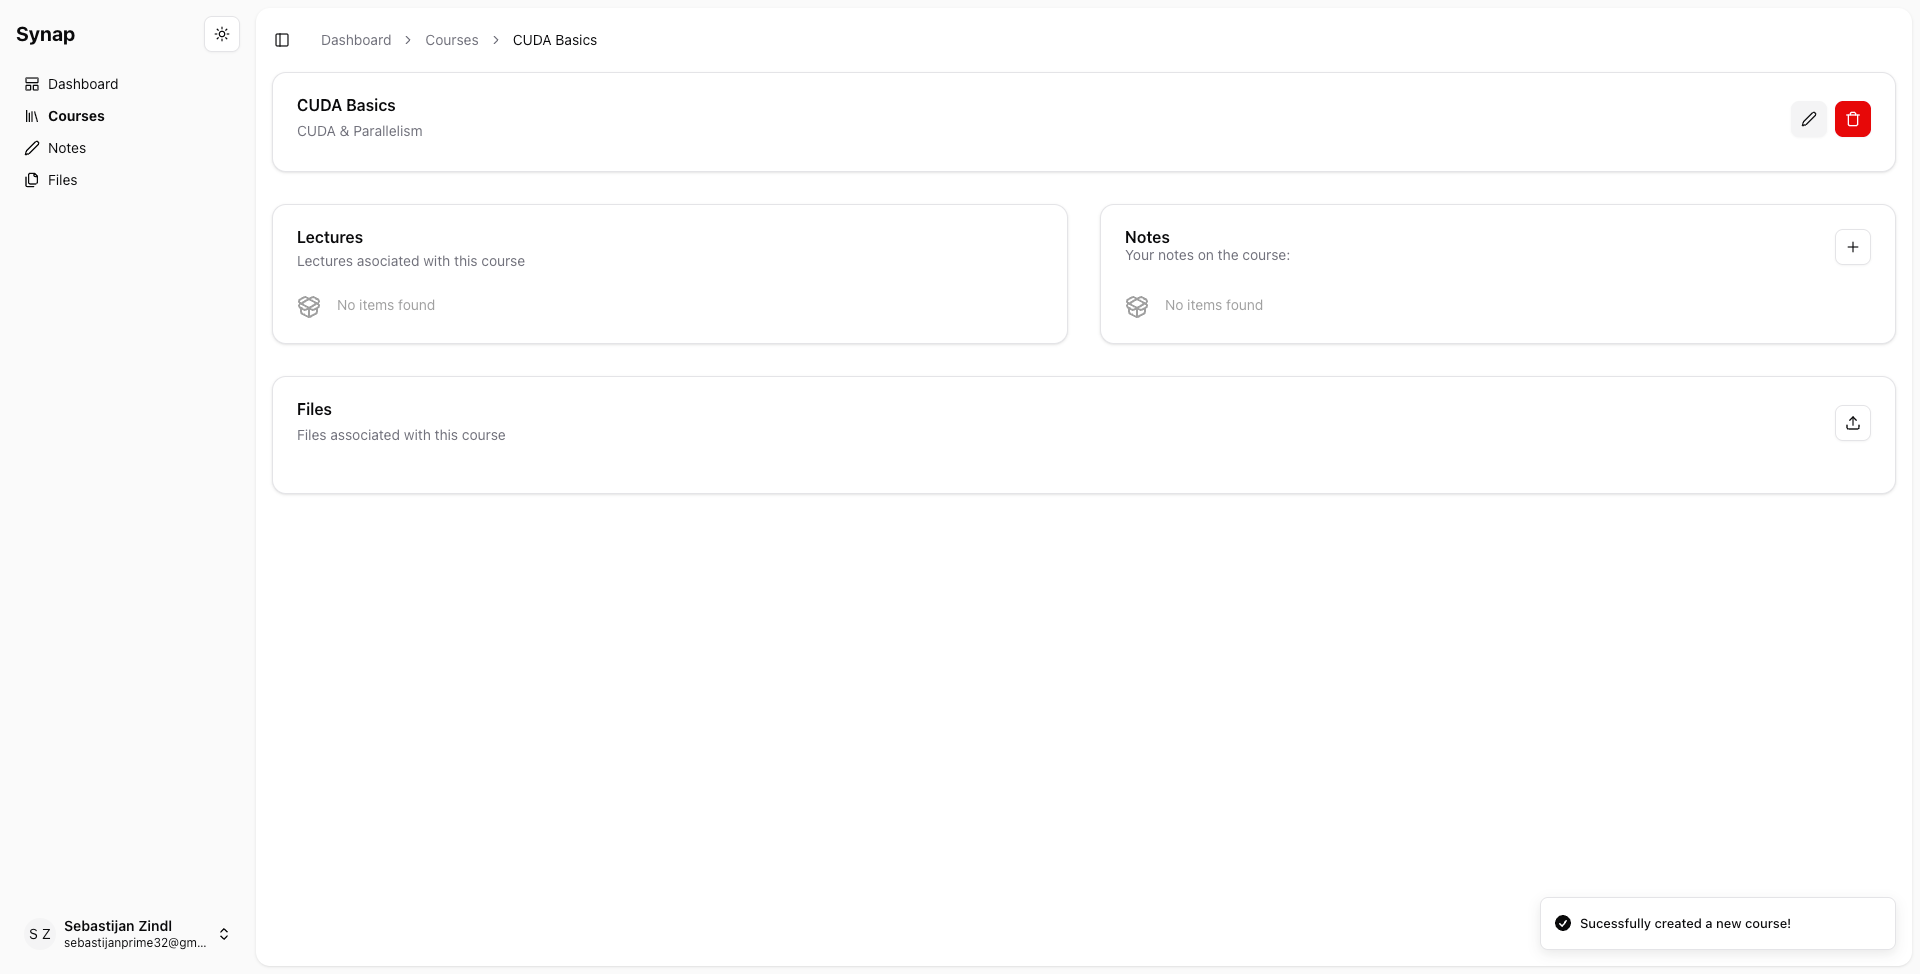 Synap
Dashboard
Courses
Notes
Files
Sebastijan Zindl
sebastijanprime32@gm...
S Z
Dashboard > Courses > CUDA Basics
CUDA Basics
CUDA & Parallelism
Lectures
Lectures asociated with this course
No items found
Notes
Your notes on the course:
No items found
Files
Files associated with this course
Sucessfully created a new course!